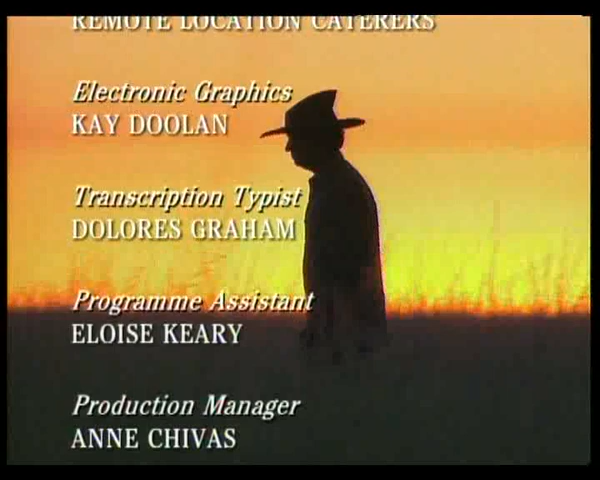 REMOTE LOCATION CATERERS
Electronic Graphics
KAY DOOLAN
Transcription Typist
DOLORES GRAHAM
Programme Assistant
ELOISE KEARY
Production Manager
ANNE CHIVAS